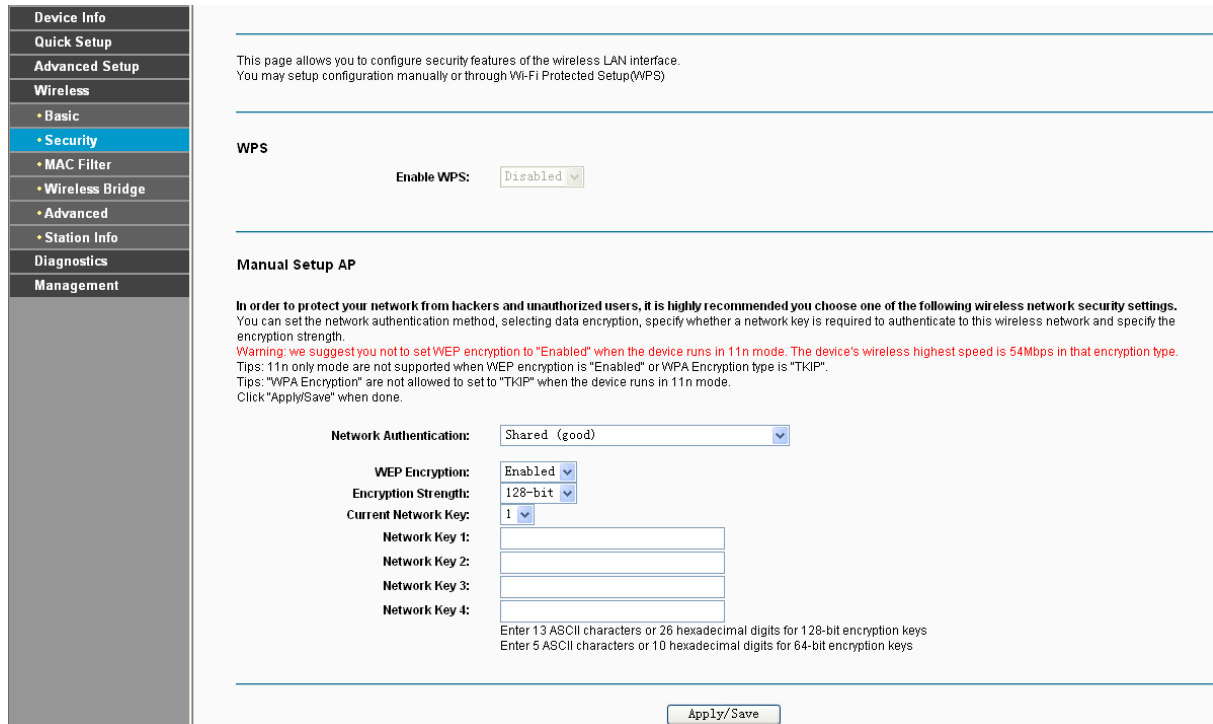 Device Info
Quick Setup
Advanced Setup
Wireless
• Basic
• Security
• MAC Filter
• Wireless Bridge
• Advanced
• Station Info
Diagnostics
Management
This page allows you to configure security features of the wireless LAN interface.
You may setup configuration manually or through Wi-Fi Protected Setup(WPS)
WPS
Enable WPS: Disabled
Manual Setup AP
In order to protect your network from hackers and unauthorized users, it is highly recommended you choose one of the following wireless network security settings.
You can set the network authentication method, selecting data encryption, specify whether a network key is required to authenticate to this wireless network and specify the
encryption strength.
Warning: we suggest you not to set WEP encryption to "Enabled" when the device runs in 11n mode. The device's wireless highest speed is 54Mbps in that encryption type.
Tips: 11n only mode are not supported when WEP encryption is "Enabled" or WPA Encryption type is "TKIP".
Tips: "WPA Encryption" are not allowed to set to "TKIP" when the device runs in 11n mode.
Click "Apply/Save" when done.
Network Authentication: Shared (good)
WEP Encryption: Enabled
Encryption Strength: 128-bit
Current Network Key: 1
Network Key 1:
Network Key 2:
Network Key 3:
Network Key 4:
Enter 13 ASCII characters or 26 hexadecimal digits for 128-bit encryption keys
Enter 5 ASCII characters or 10 hexadecimal digits for 64-bit encryption keys
Apply/Save